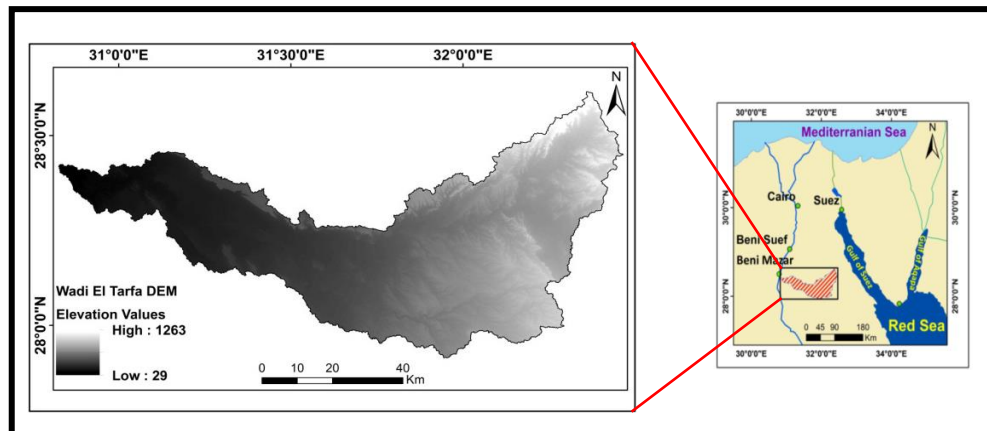 31°0'0"E 31°30'0"E 32°0'0"E
N
28°30'0"N
28°0'0"N
Wadi El Tarfa DEM
Elevation Values
High : 1263
Low : 29
0 10 20 40
Km
30°0'0"E 32°0'0"E 34°0'0"E
Mediterranian Sea
N
Cairo
Suez
30°0'0"N
30°0'0"N
Beni Suef
Beni Mazar
Gulf of Suez
Gulf of Aqaba
28°0'0"N
28°0'0"N
Red Sea
0 45 90 180
Km
30°0'0"E 32°0'0"E 34°0'0"E